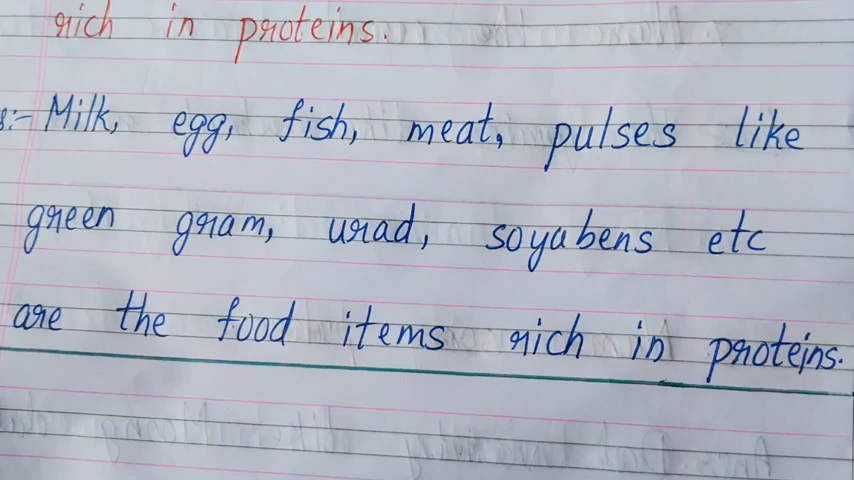 rich in proteins.
s:- Milk, egg, fish, meat, pulses like
green gram, urad, soyabens etc
are the food items rich in proteins.